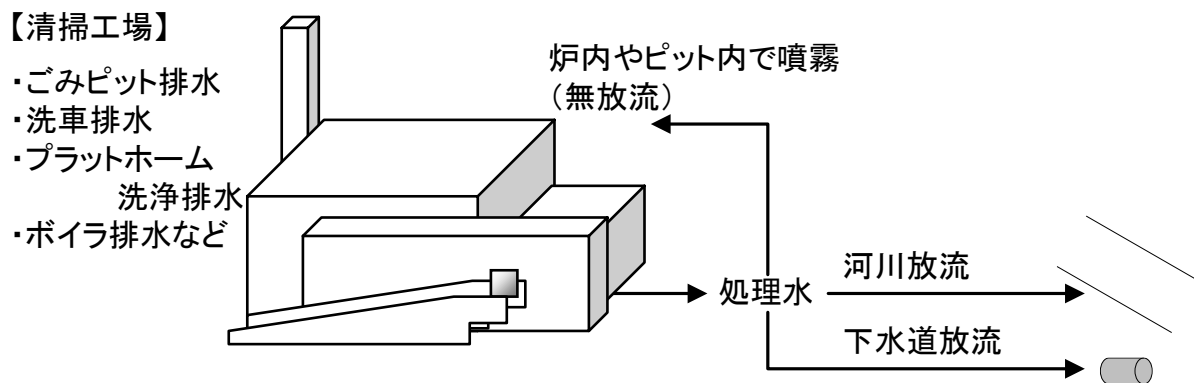 【清掃工場】
・ごみピット排水
・洗車排水
・プラットホーム
洗浄排水
・ボイラ排水など
炉内やピット内で噴霧
（無放流）
処理水
河川放流
下水道放流